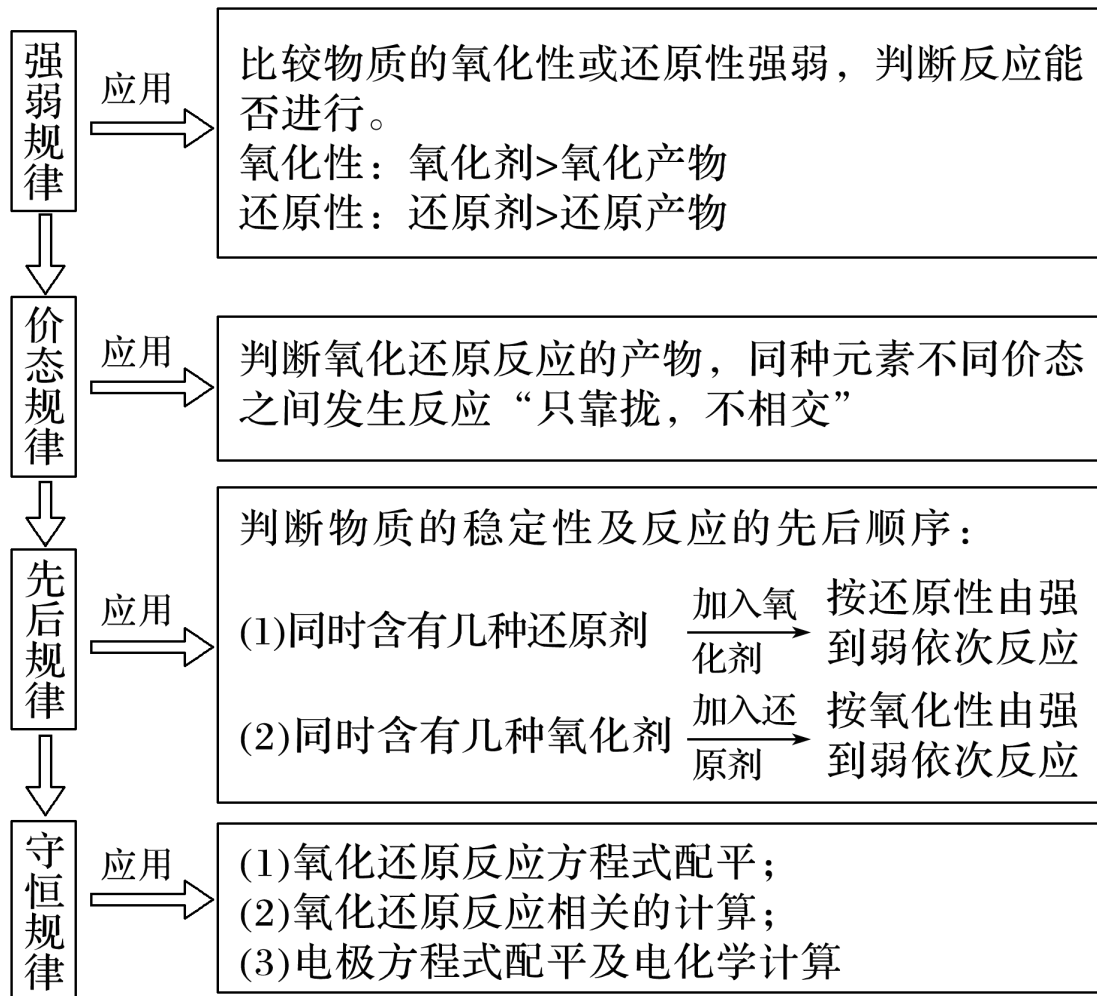 强弱规律
应用
比较物质的氧化性或还原性强弱，判断反应能
否进行。
氧化性：氧化剂>氧化产物
还原性：还原剂>还原产物
价态规律
应用
判断氧化还原反应的产物，同种元素不同价态
之间发生反应“只靠拢，不相交”
先后规律
应用
判断物质的稳定性及反应的先后顺序：
(1)同时含有几种还原剂
加入氧
化剂
按还原性由强
到弱依次反应
(2)同时含有几种氧化剂
加入还
原剂
按氧化性由强
到弱依次反应
守恒规律
应用
(1)氧化还原反应方程式配平；
(2)氧化还原反应相关的计算；
(3)电极方程式配平及电化学计算